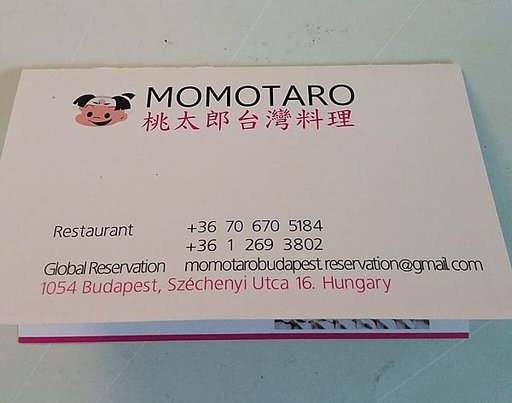 MOMOTARO
桃太郎台灣料理
Restaurant +36 70 670 5184
+36 1 269 3802
Global Reservation momotarobudapest.reservation@gmail.com
1054 Budapest, Széchenyi Utca 16. Hungary